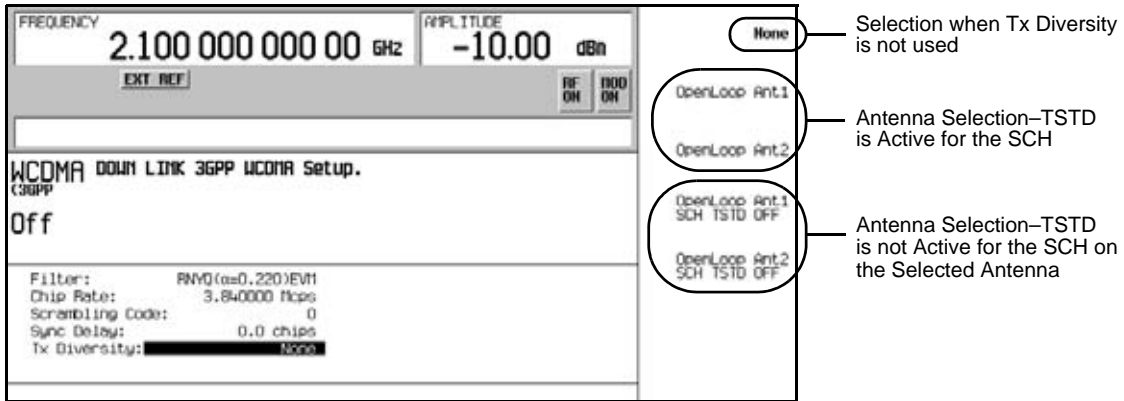 FREQUENCY
2.100 000 000 00 GHz
AMPLITUDE
-10.00 dBm
EXT REF
RF ON
MOD ON
WCDMA DOWN LINK 3GPP WCDMA Setup.
(3GPP
Off
Filter: RNYQ(α=0.220)EVM
Chip Rate: 3.840000 Mcps
Scrambling Code: 0
Sync Delay: 0.0 chips
Tx Diversity: None
None
OpenLoop Ant1
OpenLoop Ant2
OpenLoop Ant1
SCH TSTD OFF
OpenLoop Ant2
SCH TSTD OFF
Selection when Tx Diversity
is not used
Antenna Selection–TSTD
is Active for the SCH
Antenna Selection–TSTD
is not Active for the SCH on
the Selected Antenna